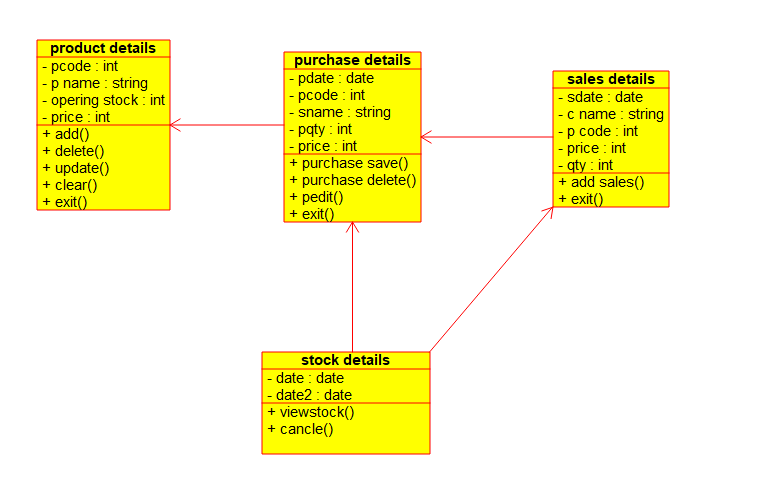 product details
- pcode : int
- p name : string
- opering stock : int
- price : int
+ add()
+ delete()
+ update()
+ clear()
+ exit()
purchase details
- pdate : date
- pcode : int
- sname : string
- pqty : int
- price : int
+ purchase save()
+ purchase delete()
+ pedit()
+ exit()
sales details
- sdate : date
- c name : string
- p code : int
- price : int
- qty : int
+ add sales()
+ exit()
stock details
- date : date
- date2 : date
+ viewstock()
+ cancle()